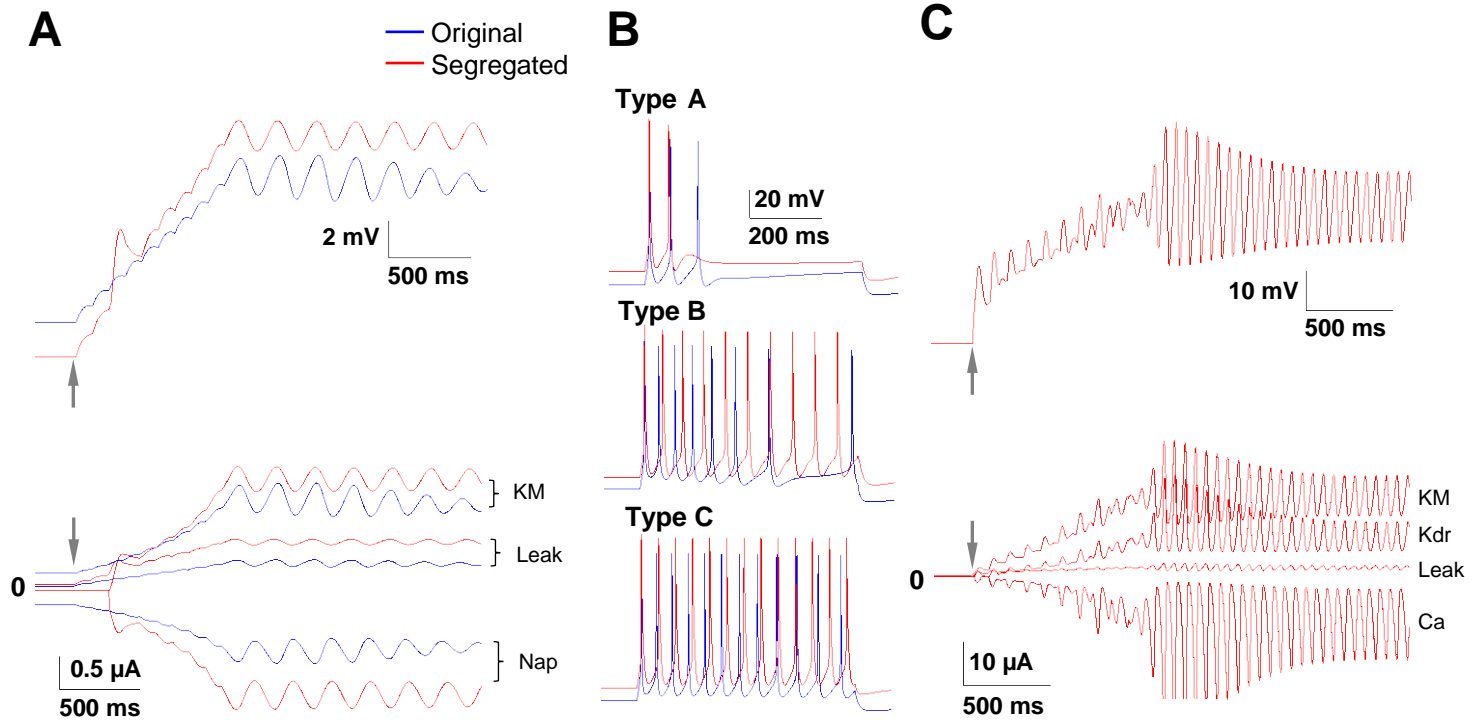 A
Original
Segregated
2 mV
500 ms
KM
Leak
Nap
0
0.5 µA
500 ms
B
Type A
20 mV
200 ms
Type B
Type C
C
10 mV
500 ms
KM
Kdr
Leak
Ca
0
10 µA
500 ms